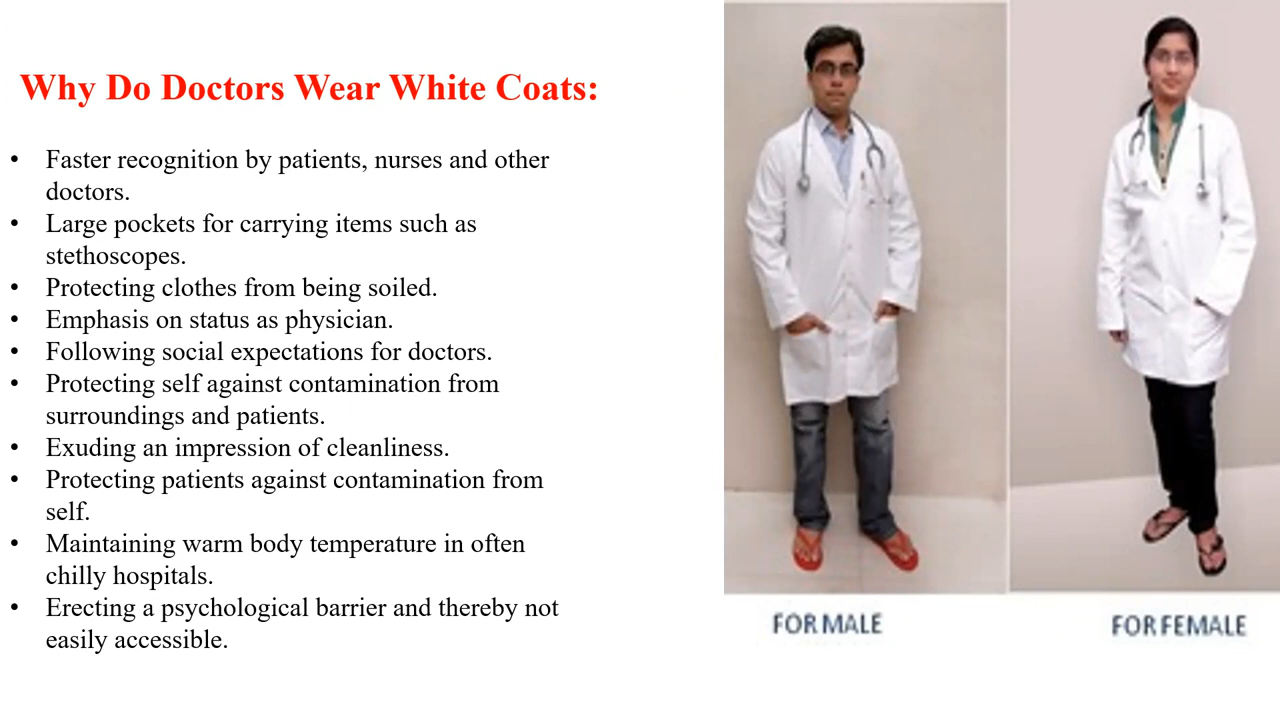 Why Do Doctors Wear White Coats:
• Faster recognition by patients, nurses and other
doctors.
• Large pockets for carrying items such as
stethoscopes.
• Protecting clothes from being soiled.
• Emphasis on status as physician.
• Following social expectations for doctors.
• Protecting self against contamination from
surroundings and patients.
• Exuding an impression of cleanliness.
• Protecting patients against contamination from
self.
• Maintaining warm body temperature in often
chilly hospitals.
• Erecting a psychological barrier and thereby not
easily accessible.
FOR MALE
FOR FEMALE